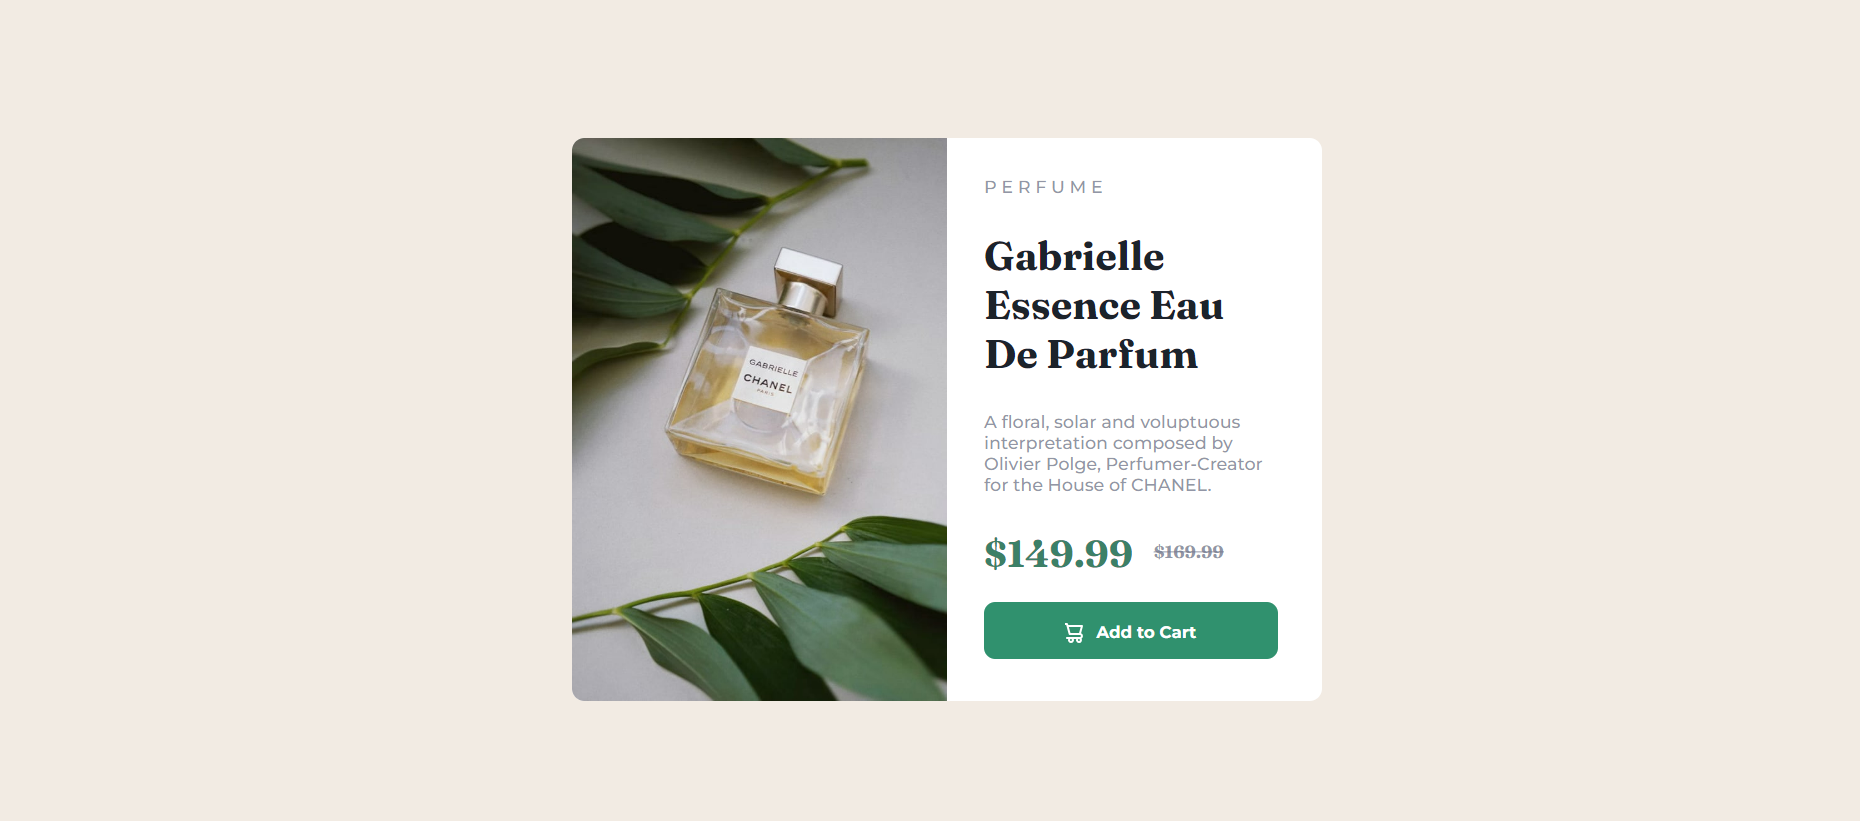 PERFUME
Gabrielle
Essence Eau
De Parfum
GABRIELLE
CHANEL
PARIS
A floral, solar and voluptuous
interpretation composed by
Olivier Polge, Perfumer-Creator
for the House of CHANEL.
$149.99 $169.99
Add to Cart